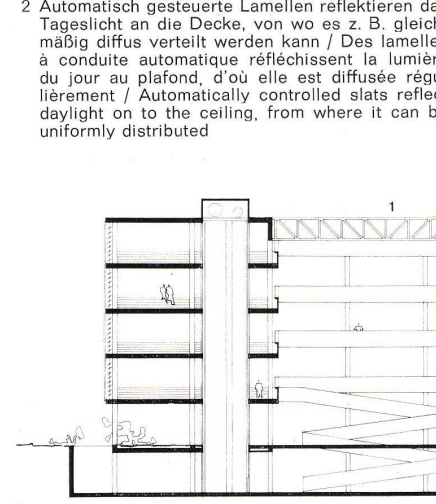 2 Automatisch gesteuerte Lamellen reflektieren da
Tageslicht an die Decke, von wo es z. B. gleich
mäßig diffus verteilt werden kann / Des lamelle
à conduite automatique réfléchissent la lumièr
du jour au plafond, d'où elle est diffusée régu
lièrement / Automatically controlled slats reflec
daylight on to the ceiling, from where it can b
uniformly distributed
1